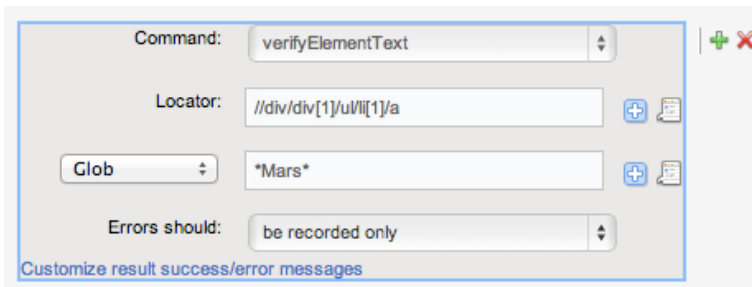 Command: verifyElementText
Locator: //div/div[1]/ul/li[1]/a
Glob *Mars*
Errors should: be recorded only
Customize result success/error messages